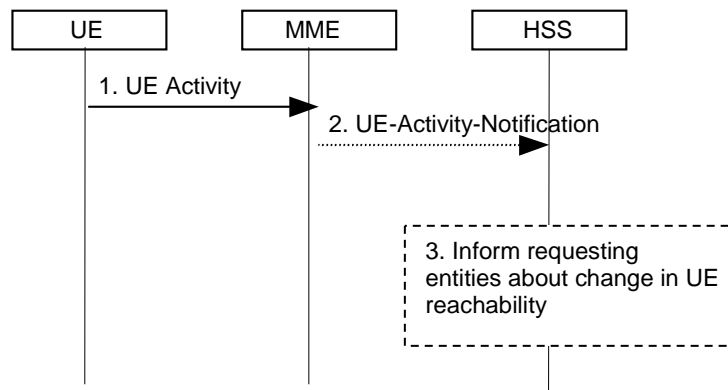 UE
MME
HSS
1. UE Activity
2. UE-Activity-Notification
3. Inform requesting
entities about change in UE
reachability